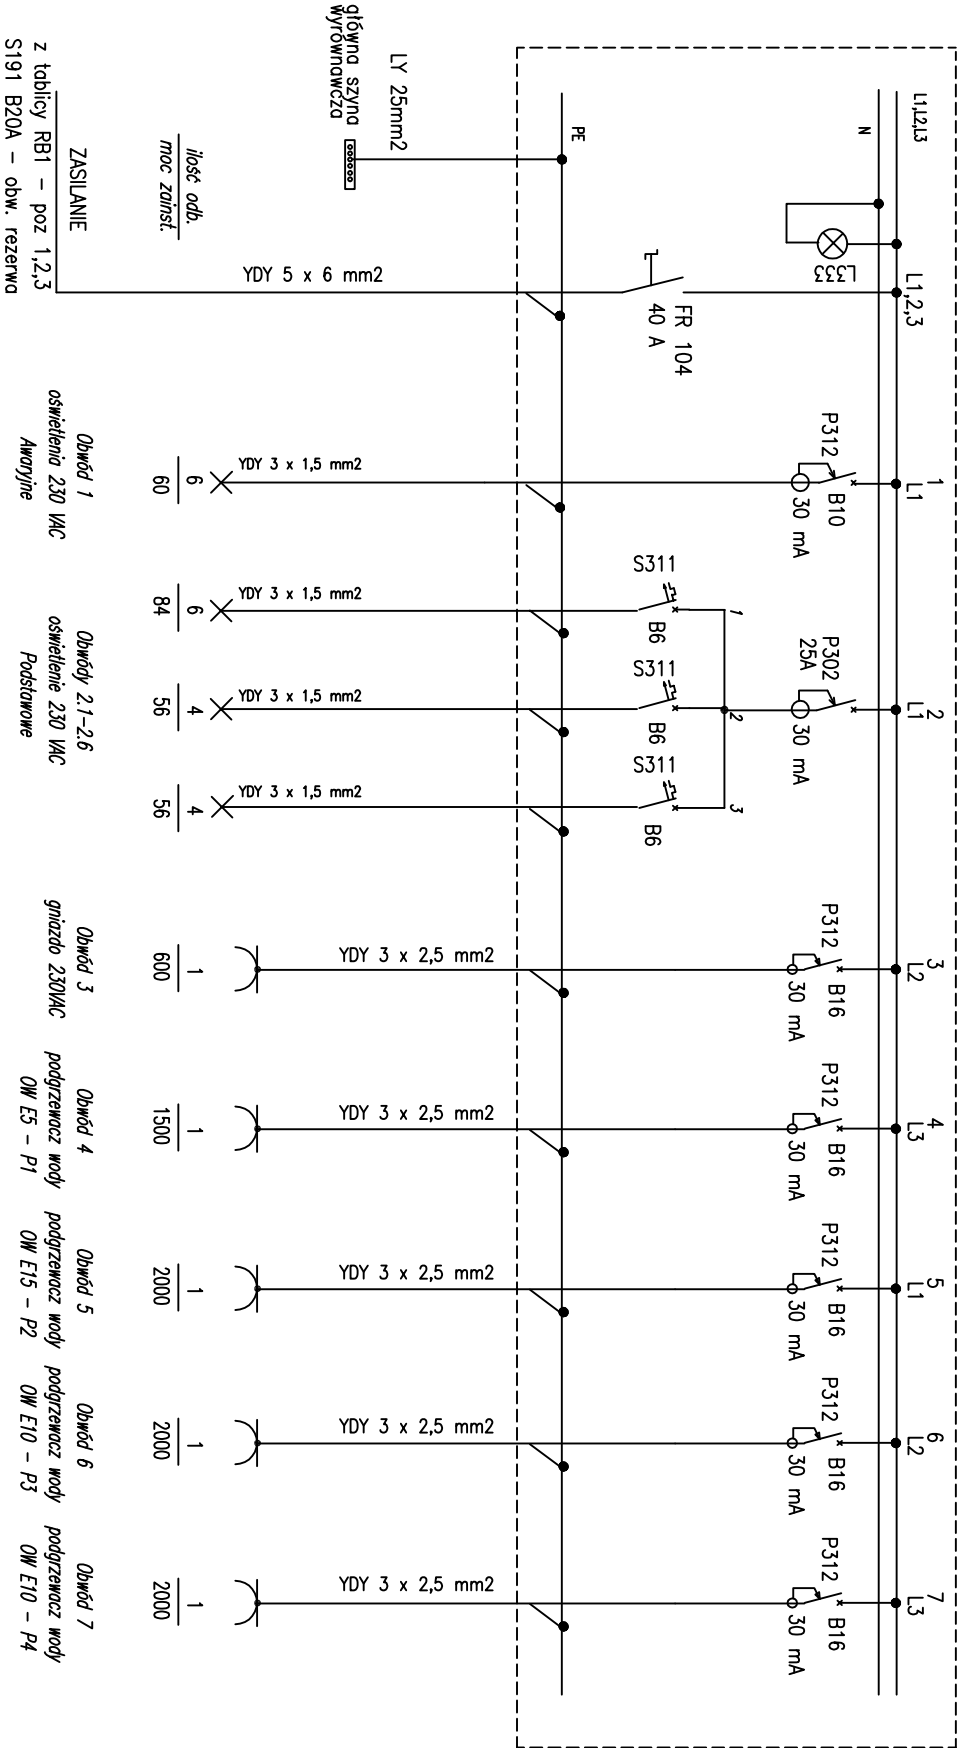 L1,L2,L3
N
PE
LY 25mm2
główna szyna
wyrównawcza
L333
L1,2,3
FR 104
40 A
YDY 5 x 6 mm2
ilość odb.
moc zainst.
ZASILANIE
z tablicy RB1 - poz 1,2,3
S191 B20A - obw. rezerwa
1
L1
P312
B10
30 mA
YDY 3 x 1,5 mm2
6
60
Obwód 1
oświetlenia 230 VAC
Awaryjne
2
L1
P302
25A
30 mA
1
2
3
S311
B6
S311
B6
S311
B6
YDY 3 x 1,5 mm2
YDY 3 x 1,5 mm2
YDY 3 x 1,5 mm2
6
84
4
56
4
56
Obwódy 2.1-2.6
oświetlenie 230 VAC
Podstawowe
3
L2
P312
B16
30 mA
YDY 3 x 2,5 mm2
1
600
Obwód 3
gniazdo 230VAC
4
L3
P312
B16
30 mA
YDY 3 x 2,5 mm2
1
1500
Obwód 4
podgrzewacz wody
OW E5 - P1
5
L1
P312
B16
30 mA
YDY 3 x 2,5 mm2
1
2000
Obwód 5
podgrzewacz wody
OW E15 - P2
6
L2
P312
B16
30 mA
YDY 3 x 2,5 mm2
1
2000
Obwód 6
podgrzewacz wody
OW E10 - P3
7
L3
P312
B16
30 mA
YDY 3 x 2,5 mm2
1
2000
Obwód 7
podgrzewacz wody
OW E10 - P4